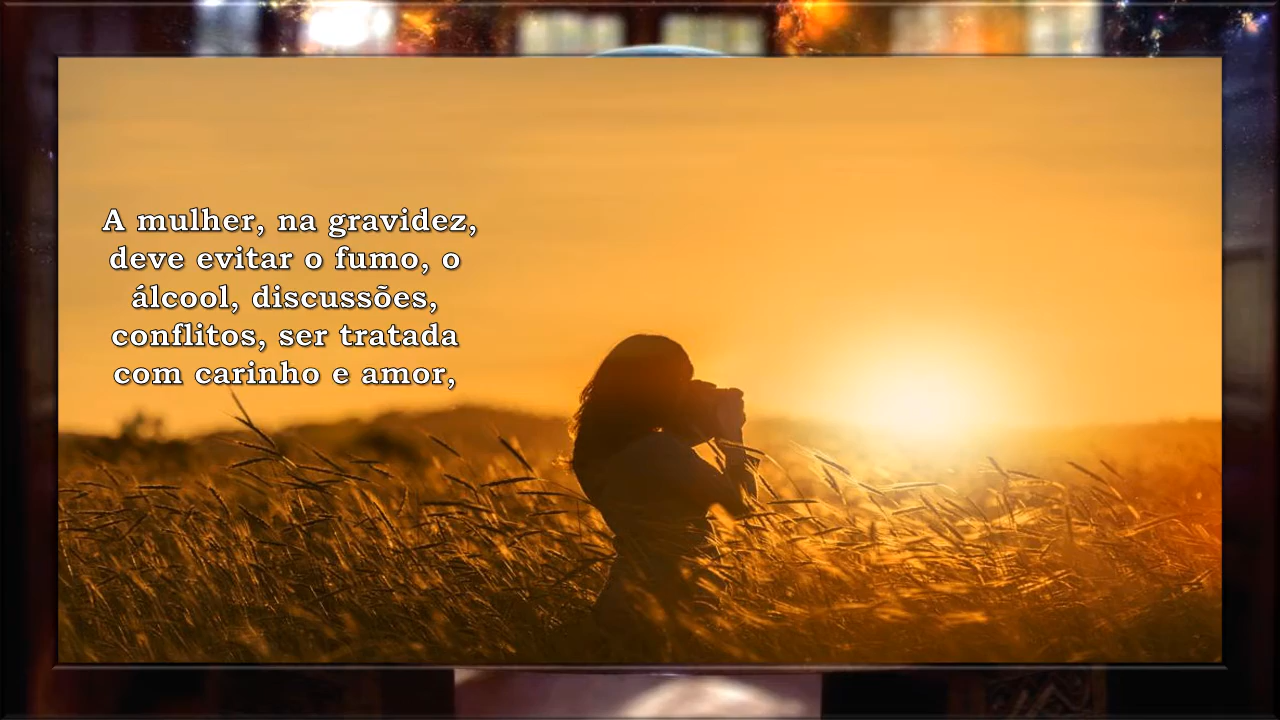 A mulher, na gravidez,
deve evitar o fumo, o
álcool, discussões,
conflitos, ser tratada
com carinho e amor,